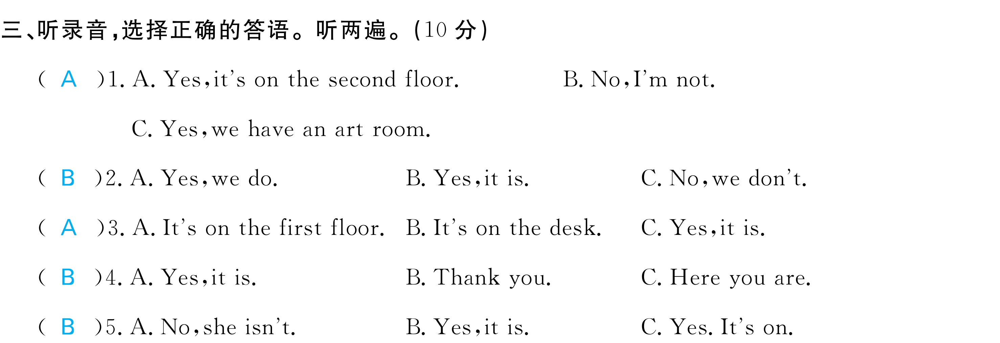 三、听录音,选择正确的答语。听两遍。(10 分)
( A )1. A. Yes,it's on the second floor. B. No,I'm not.
C. Yes,we have an art room.
( B )2. A. Yes,we do. B. Yes,it is. C. No,we don't.
( A )3. A. It's on the first floor. B. It's on the desk. C. Yes,it is.
( B )4. A. Yes,it is. B. Thank you. C. Here you are.
( B )5. A. No,she isn't. B. Yes,it is. C. Yes. It's on.